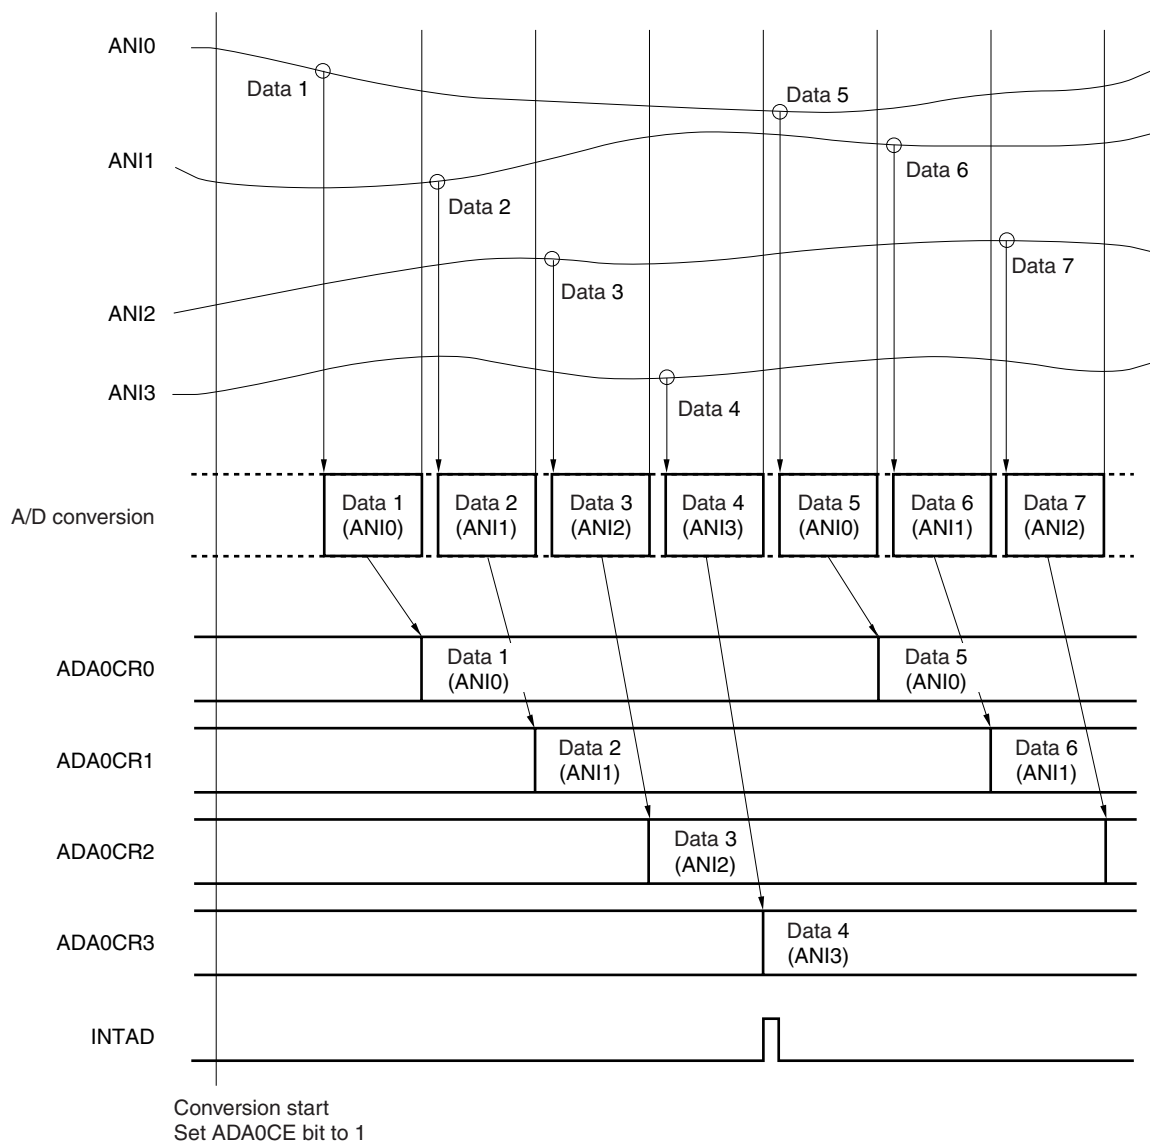 ANI0
Data 1
Data 5
ANI1
Data 6
Data 2
Data 7
Data 3
ANI2
ANI3
Data 4
A/D conversion
Data 1
(ANI0)
Data 2
(ANI1)
Data 3
(ANI2)
Data 4
(ANI3)
Data 5
(ANI0)
Data 6
(ANI1)
Data 7
(ANI2)
ADA0CR0
Data 1
(ANI0)
Data 5
(ANI0)
ADA0CR1
Data 2
(ANI1)
Data 6
(ANI1)
ADA0CR2
Data 3
(ANI2)
ADA0CR3
Data 4
(ANI3)
INTAD
Conversion start
Set ADA0CE bit to 1